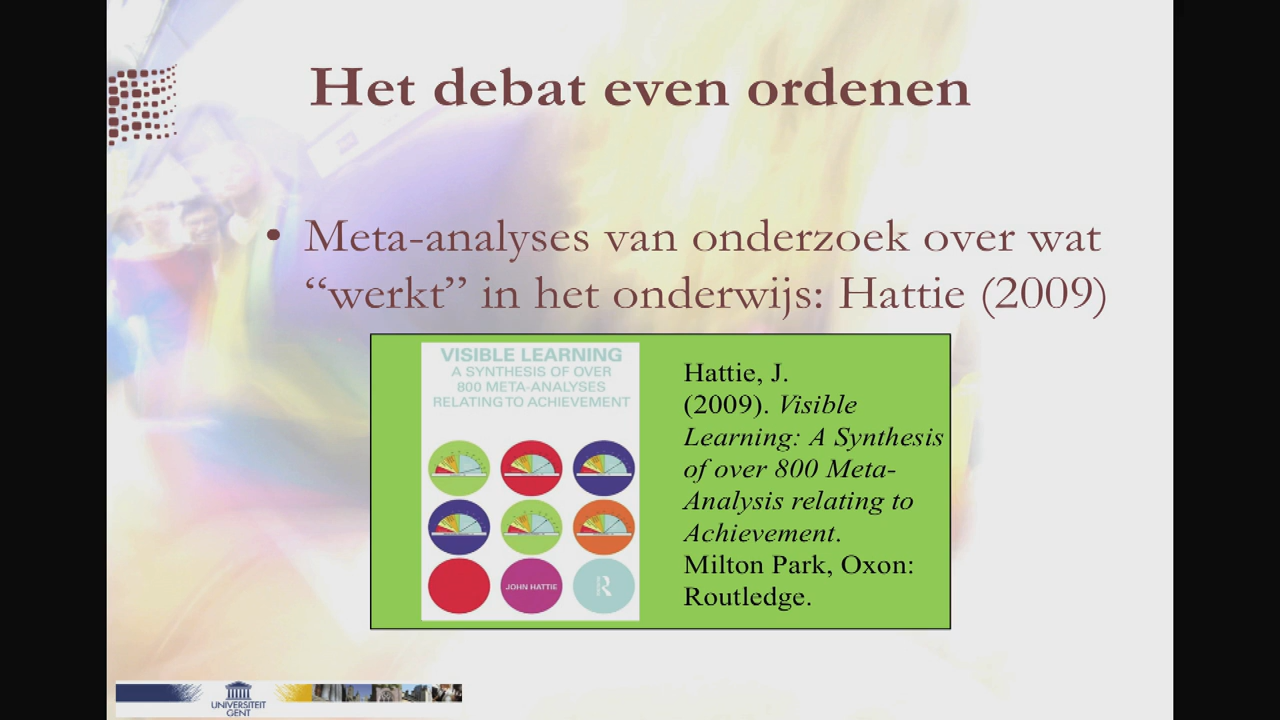 Het debat even ordenen
• Meta-analyses van onderzoek over wat
“werkt” in het onderwijs: Hattie (2009)
VISIBLE LEARNING
A SYNTHESIS OF OVER
800 META-ANALYSES
RELATING TO ACHIEVEMENT
JOHN HATTIE
R
Hattie, J.
(2009). Visible
Learning: A Synthesis
of over 800 Meta-
Analysis relating to
Achievement.
Milton Park, Oxon:
Routledge.
UNIVERSITEIT
GENT